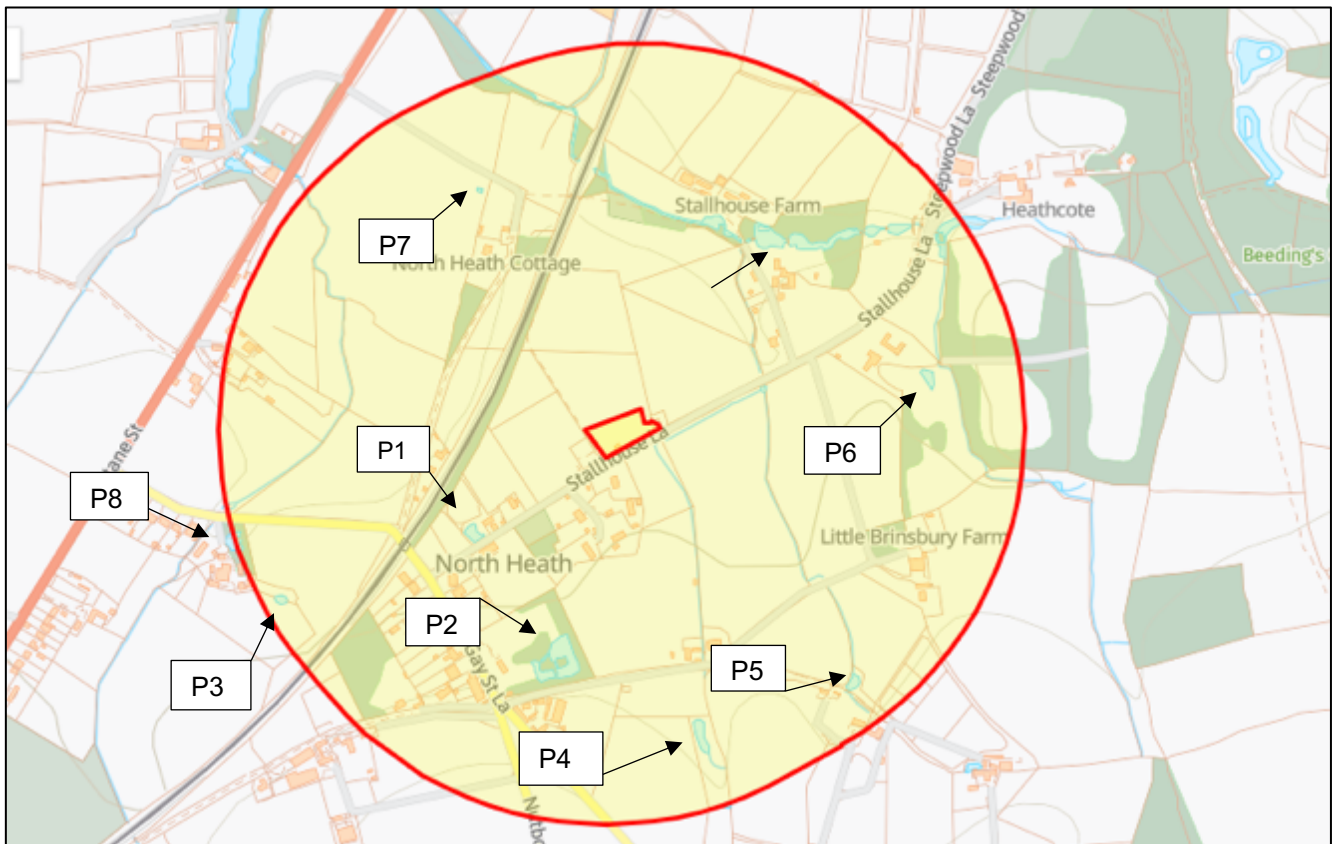 Steepwood La
Steepwood La
Stallhouse Farm
Heathcote
P7
Beeding's
North Heath Cottage
Stallhouse La
P1
P6
Stallhouse La
P8
Little Brinsbury Farm
North Heath
P2
P3
Gay St La
P5
P4